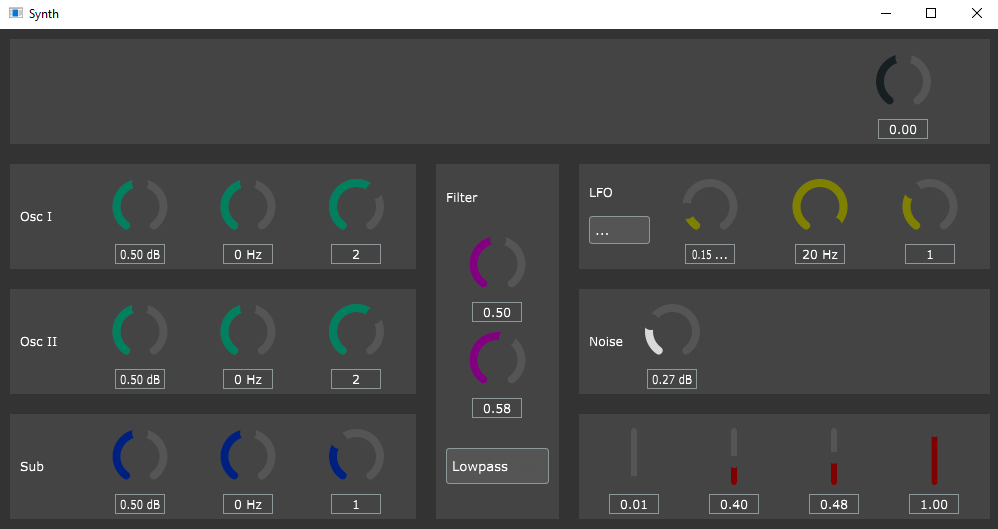 Synth
0.00
Osc I
0.50 dB
0 Hz
2
Osc II
0.50 dB
0 Hz
2
Sub
0.50 dB
0 Hz
1
Filter
0.50
0.58
Lowpass
LFO
...
0.15 ...
20 Hz
1
Noise
0.27 dB
0.01
0.40
0.48
1.00